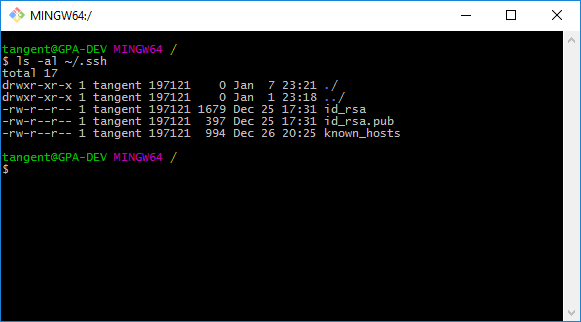 MINGW64:/
tangent@GPA-DEV MINGW64 /
$ ls -al ~/.ssh
total 17
drwxr-xr-x 1 tangent 197121    0 Jan  7 23:21 ./
drwxr-xr-x 1 tangent 197121    0 Jan  1 23:18 ../
-rw-r--r-- 1 tangent 197121 1679 Dec 25 17:31 id_rsa
-rw-r--r-- 1 tangent 197121  397 Dec 25 17:31 id_rsa.pub
-rw-r--r-- 1 tangent 197121  994 Dec 26 20:25 known_hosts
tangent@GPA-DEV MINGW64 /
$